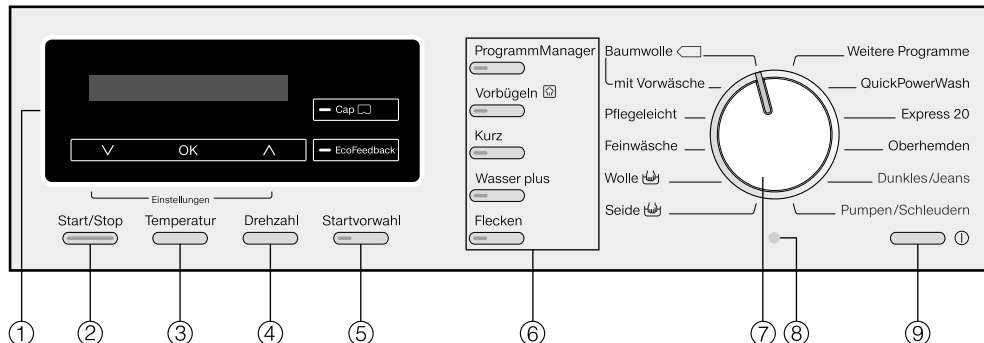 Cap
EcoFeedback
OK
Einstellungen
Start/Stop
Temperatur
Drehzahl
Startvorwahl
ProgrammManager
Vorbügeln
Kurz
Wasser plus
Flecken
Baumwolle
mit Vorwäsche
Pflegeleicht
Feinwäsche
Wolle
Seide
Weitere Programme
QuickPowerWash
Express 20
Oberhemden
Dunkles/Jeans
Pumpen/Schleudern
① ② ③ ④ ⑤ ⑥ ⑦ ⑧ ⑨